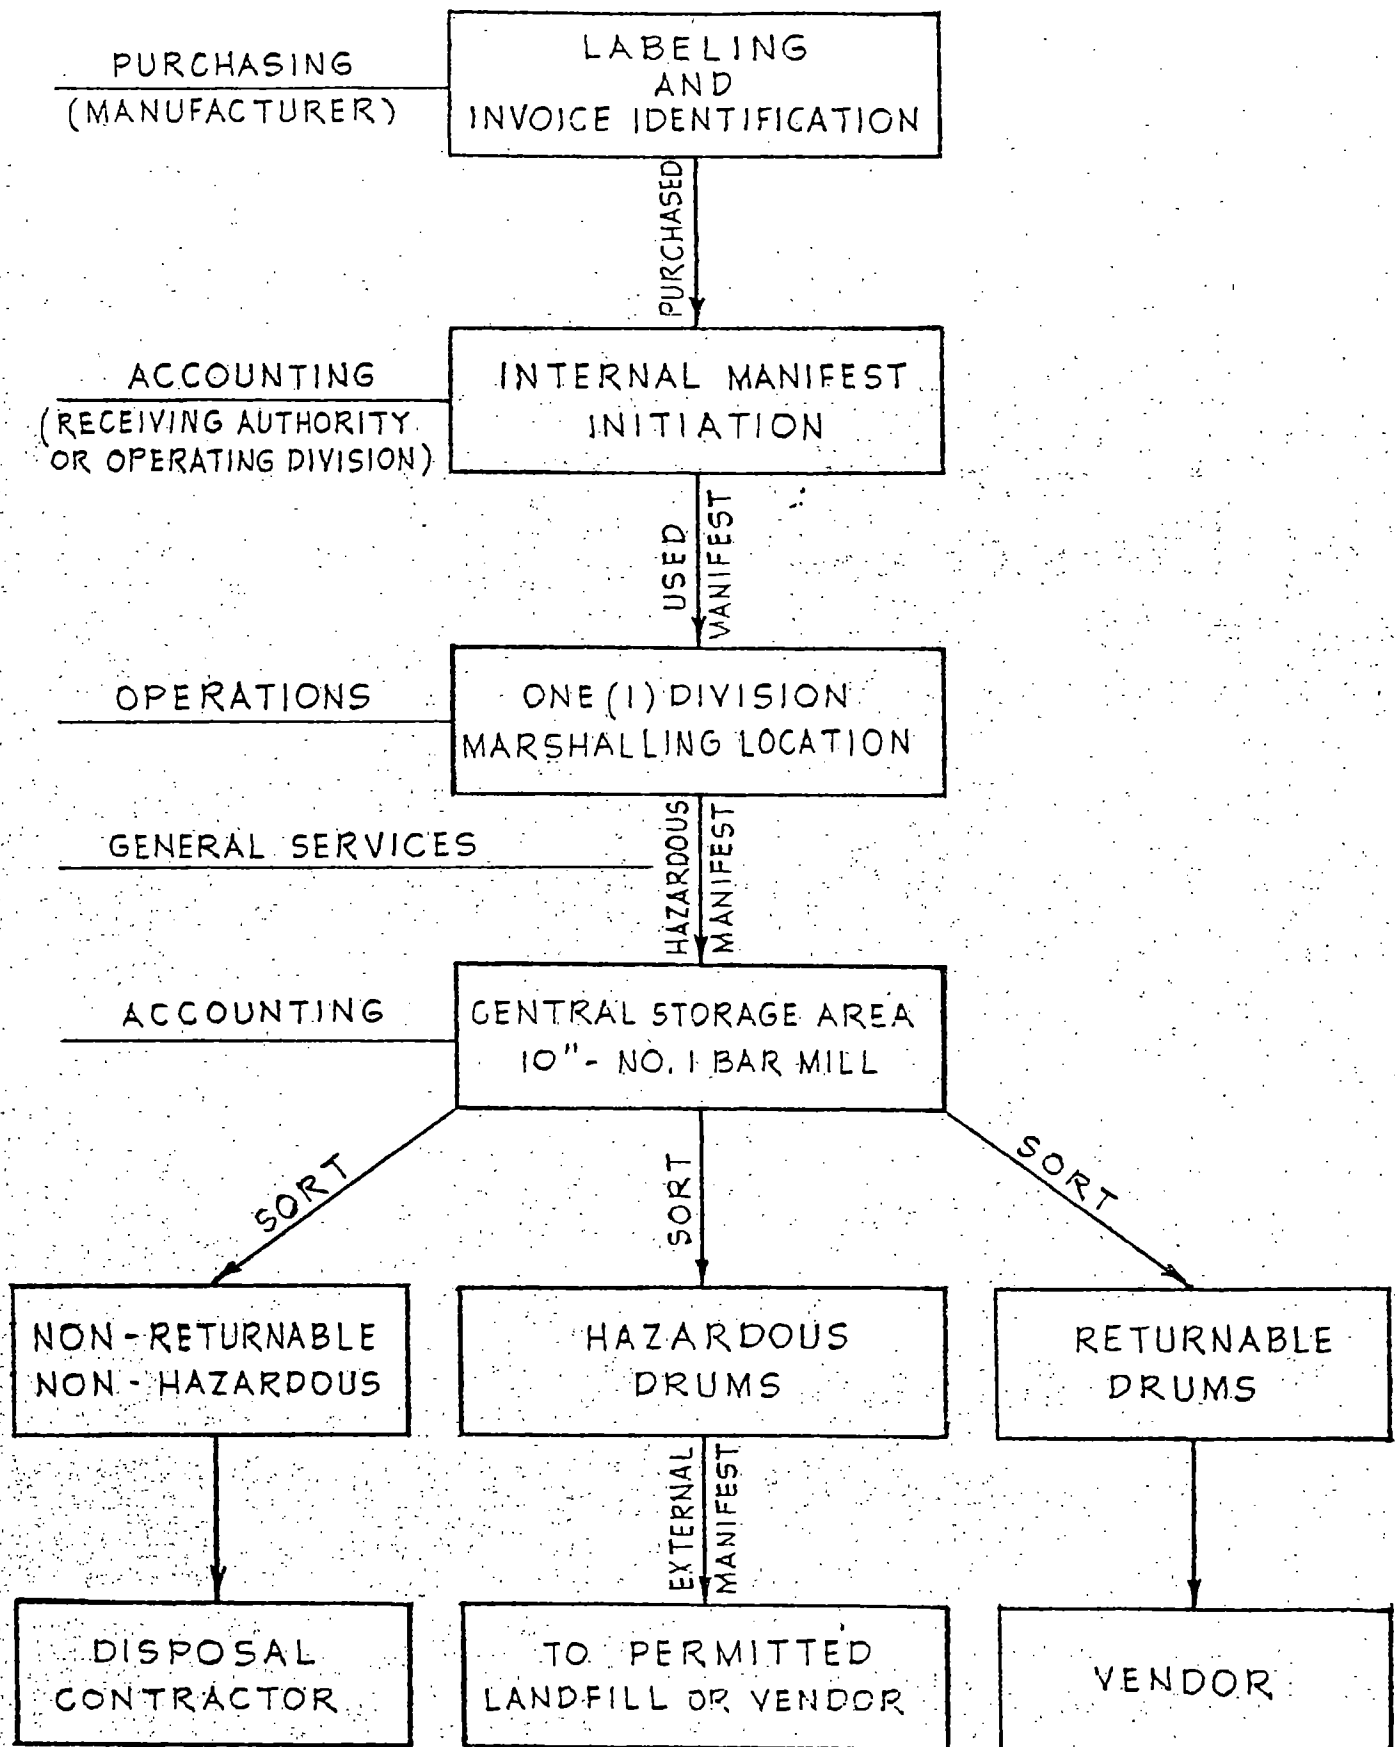 PURCHASING
(MANUFACTURER)
LABELING
AND
INVOICE IDENTIFICATION
PURCHASED
ACCOUNTING
(RECEIVING AUTHORITY
OR OPERATING DIVISION)
INTERNAL MANIFEST
INITIATION
USED
MANIFEST
OPERATIONS
ONE (1) DIVISION
MARSHALLING LOCATION
GENERAL SERVICES
HAZARDOUS
MANIFEST
ACCOUNTING
CENTRAL STORAGE AREA
10"- NO. 1 BAR MILL
SORT
SORT
SORT
NON-RETURNABLE
NON-HAZARDOUS
HAZARDOUS
DRUMS
RETURNABLE
DRUMS
EXTERNAL
MANIFEST
DISPOSAL
CONTRACTOR
TO PERMITTED
LANDFILL OR VENDOR
VENDOR